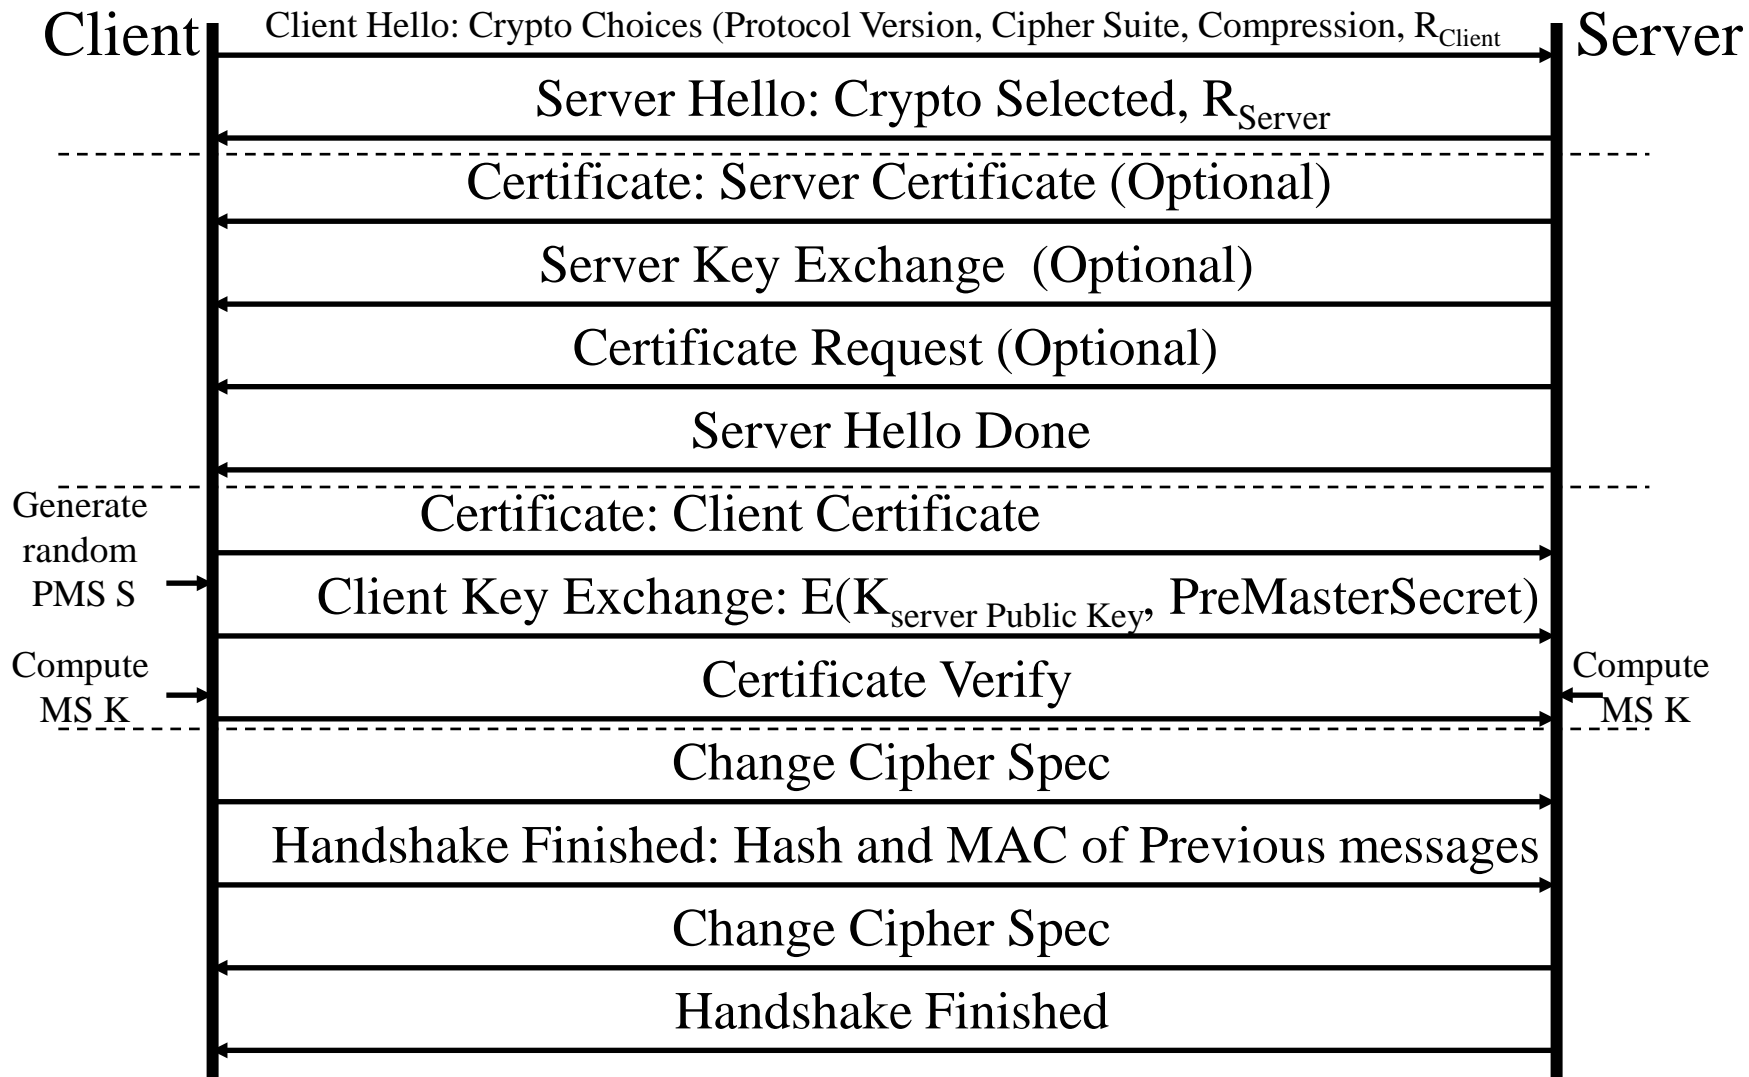 Client
Client Hello: Crypto Choices (Protocol Version, Cipher Suite, Compression, RClient
Server
Server Hello: Crypto Selected, RServer
Certificate: Server Certificate (Optional)
Server Key Exchange (Optional)
Certificate Request (Optional)
Server Hello Done
Generate
random
PMS S
Certificate: Client Certificate
Client Key Exchange: E(Kserver Public Key, PreMasterSecret)
Compute
MS K
Certificate Verify
Compute
MS K
Change Cipher Spec
Handshake Finished: Hash and MAC of Previous messages
Change Cipher Spec
Handshake Finished